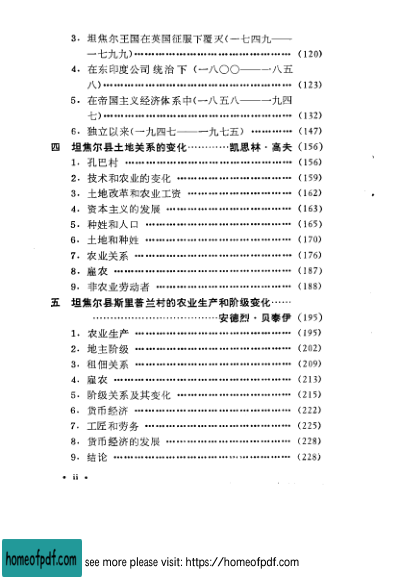 3．坦焦尔王国在英国征服下覆灭(一七四九——
一七九九)……………………………………(120)
4．在东印度公司统治下(一八〇〇——一八五
八)……………………………………………(123)
5．在帝国主义经济体系中(一八五八——一九四
七)……………………………………………(132)
6．独立以来(一九四七——一九七五)…………(147)
四 坦焦尔县土地关系的变化…………凯思林·高夫(156)
1．孔巴村……………………………………(156)
2．技术和农业的变化………………………(159)
3．土地改革和农业工资……………………(162)
4．资本主义的发展…………………………(163)
5．种姓和人口………………………………(165)
6．土地和种姓………………………………(170)
7．农业关系…………………………………(176)
8．雇农………………………………………(187)
9．非农业劳动者……………………………(188)
五 坦焦尔县斯里普兰村的农业生产和阶级变化……
……………………………安德烈·贝泰伊(195)
1．农业生产…………………………………(195)
2．地主阶级…………………………………(202)
3．租佃关系…………………………………(209)
4．雇农………………………………………(213)
5．阶级关系及其变化………………………(215)
6．货币经济…………………………………(222)
7．工匠和劳务………………………………(225)
8．货币经济的发展…………………………(228)
9．结论………………………………………(228)
• ii •
homeofpdf.com see more please visit: https://homeofpdf.com